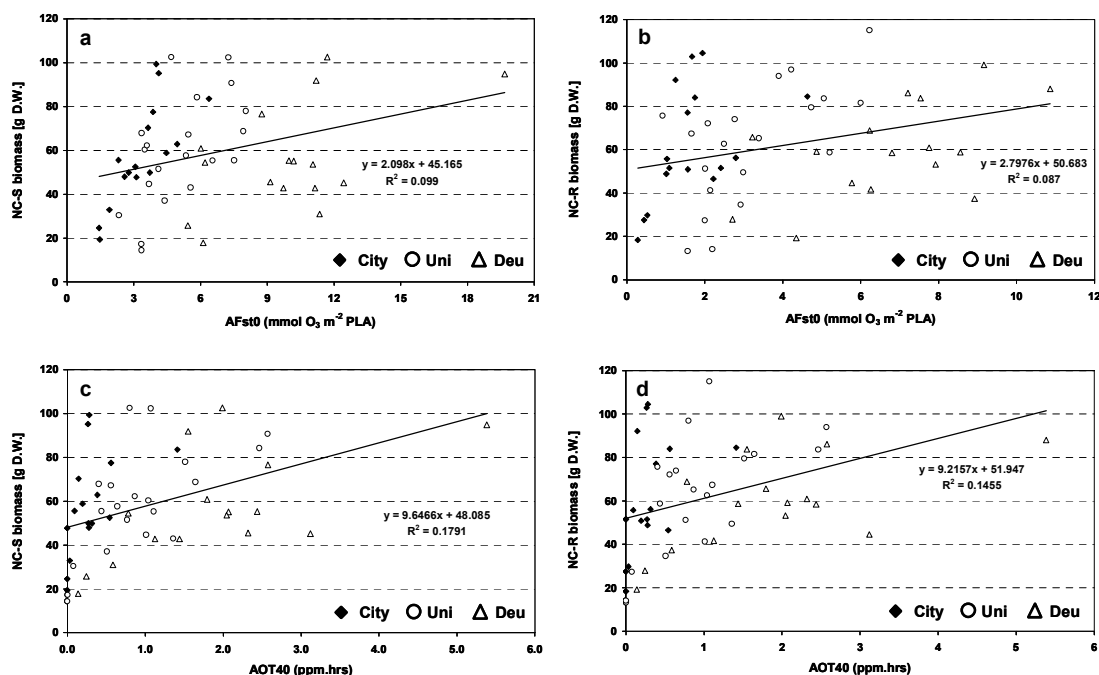 a
NC-S biomass [g D.W.]
120
100
80
60
40
20
0
y = 2.098x + 45.165
R² = 0.099
City Uni Deu
0 3 6 9 12 15 18 21
AFst0 (mmol O₃ m⁻² PLA)
b
NC-R biomass [g D.W.]
120
100
80
60
40
20
0
y = 2.7976x + 50.683
R² = 0.087
City Uni Deu
0 2 4 6 8 10 12
AFst0 (mmol O₃ m⁻² PLA)
c
NC-S biomass [g D.W.]
120
100
80
60
40
20
0
y = 9.6466x + 48.085
R² = 0.1791
City Uni Deu
0.0 1.0 2.0 3.0 4.0 5.0 6.0
AOT40 (ppm.hrs)
d
NC-R biomass [g D.W.]
120
100
80
60
40
20
0
y = 9.2157x + 51.947
R² = 0.1455
City Uni Deu
0 1 2 3 4 5 6
AOT40 (ppm.hrs)